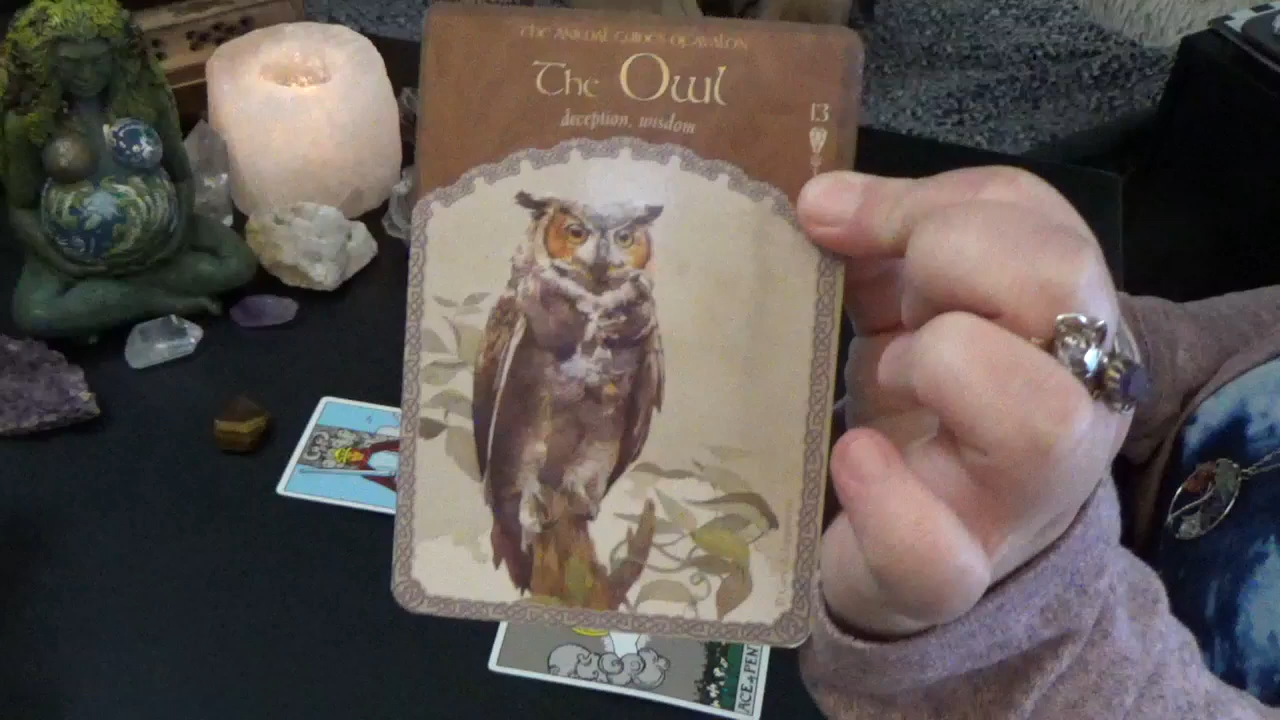 The ANIMAL GUIDES OF AVALON
The Owl
deception, wisdom
13
ACE of PEN